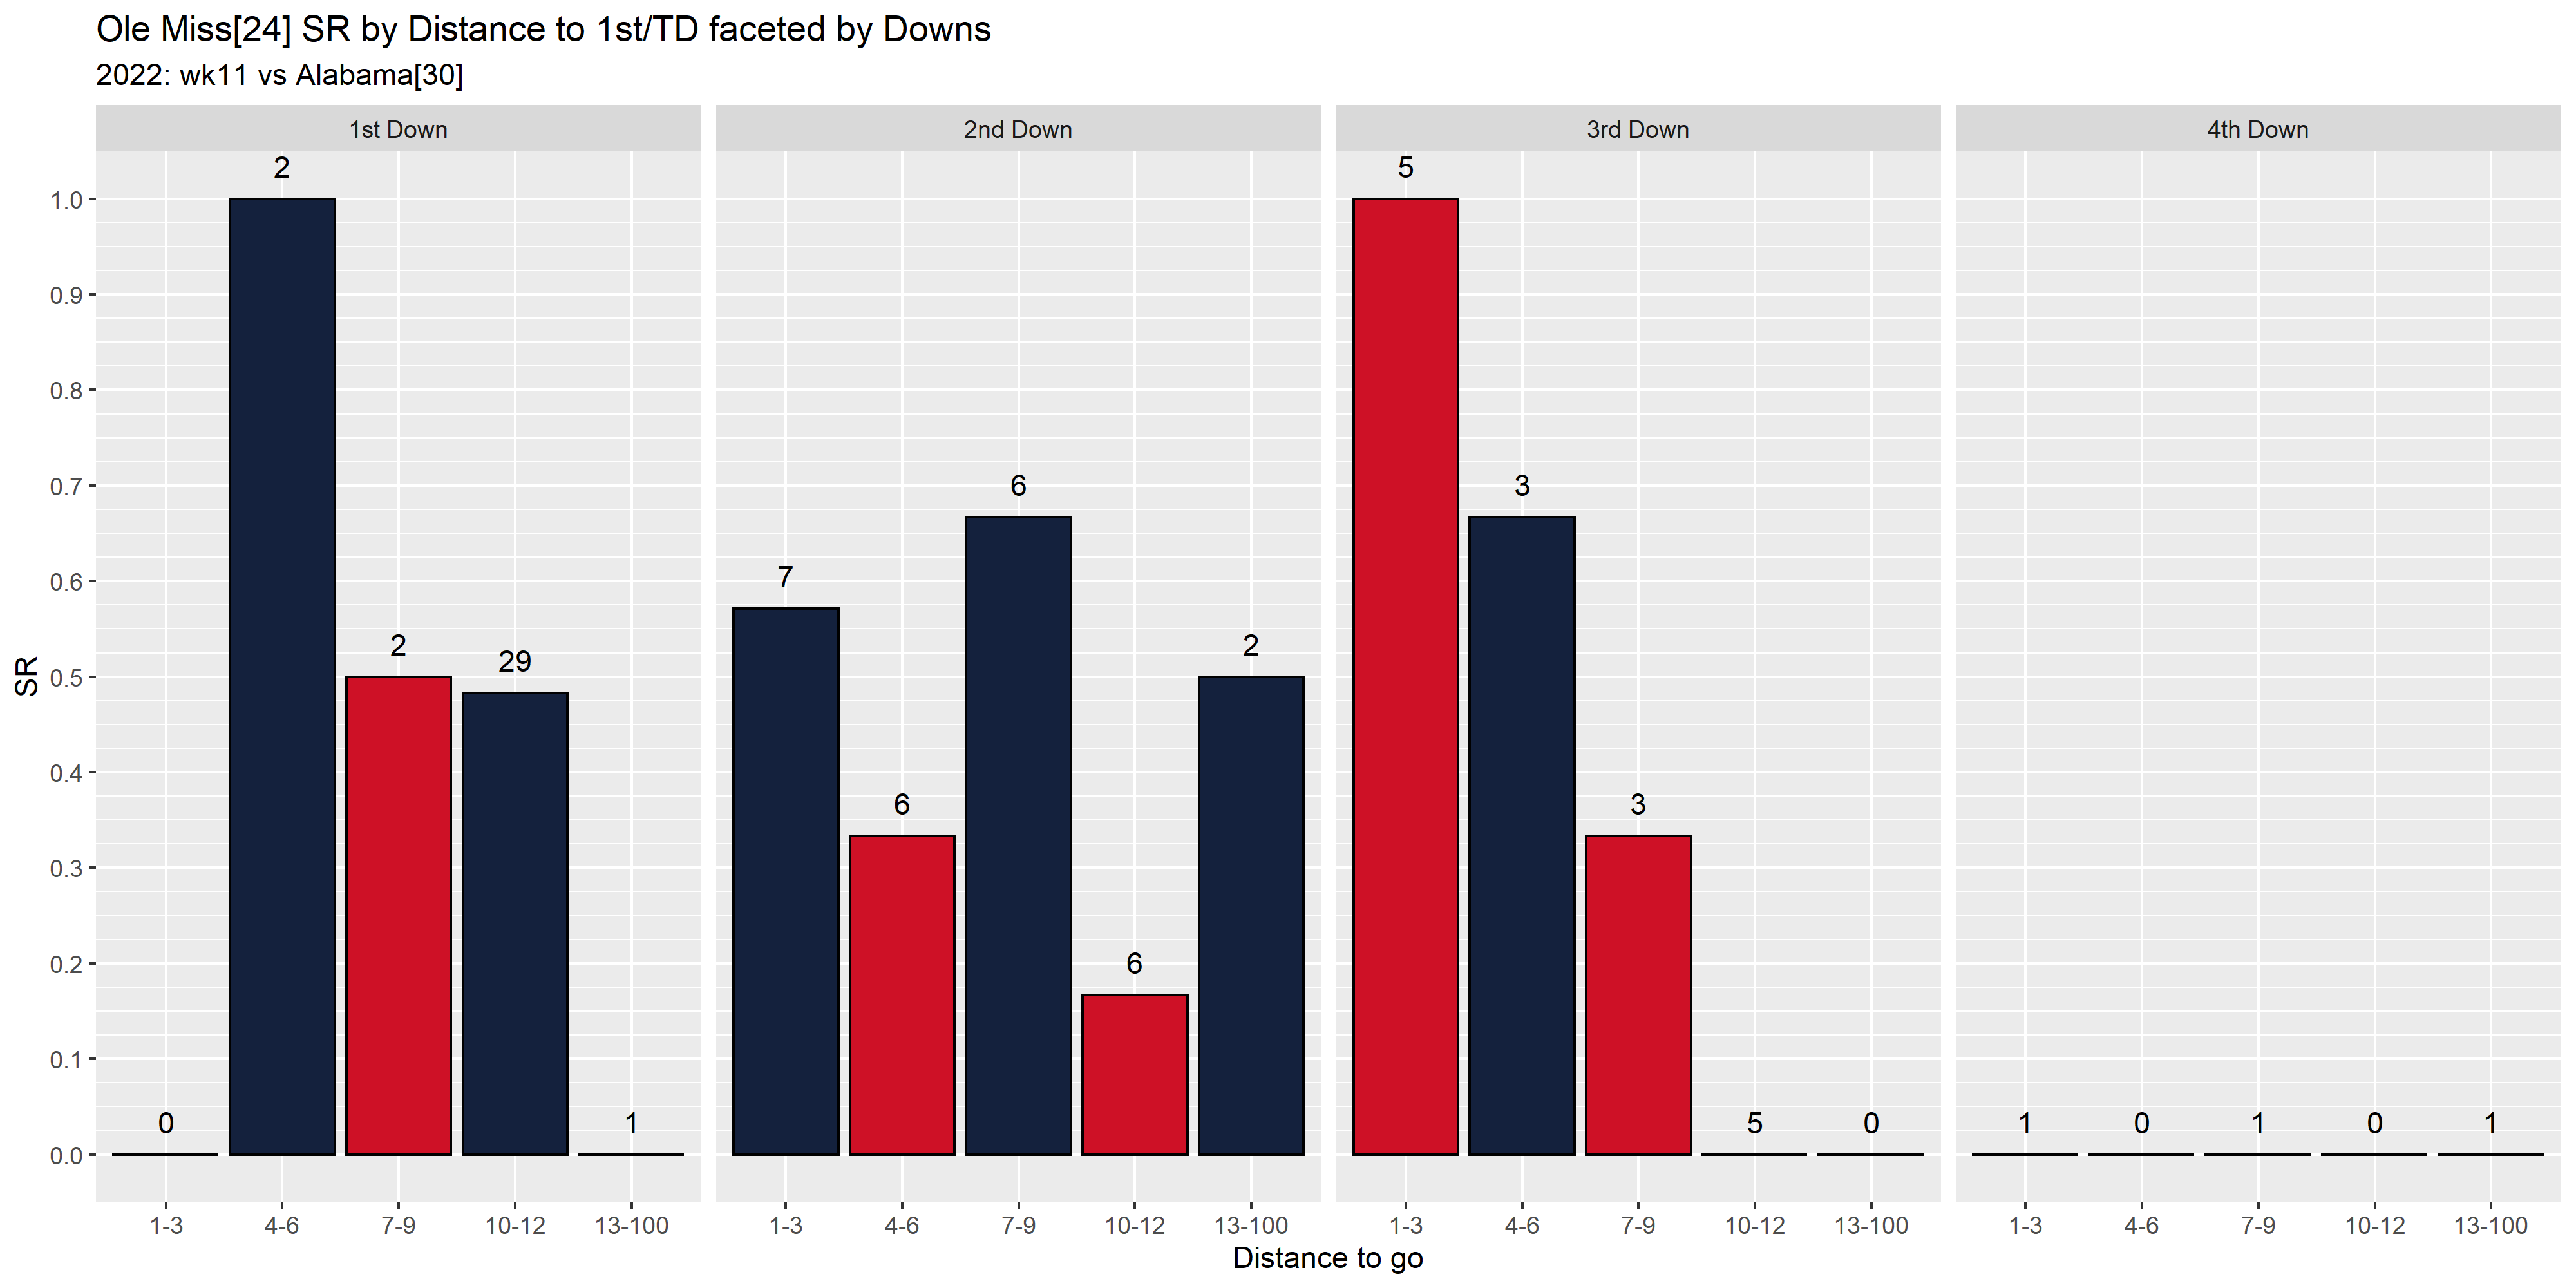 Ole Miss[24] SR by Distance to 1st/TD faceted by Downs
2022: wk11 vs Alabama[30]
1st Down
2nd Down
3rd Down
4th Down
SR
1.0
0.9
0.8
0.7
0.6
0.5
0.4
0.3
0.2
0.1
0.0
0 2 2 29 1
7 6 6 6 2
5 3 3 5 0
1 0 1 0 1
1-3 4-6 7-9 10-12 13-100
1-3 4-6 7-9 10-12 13-100
1-3 4-6 7-9 10-12 13-100
1-3 4-6 7-9 10-12 13-100
Distance to go